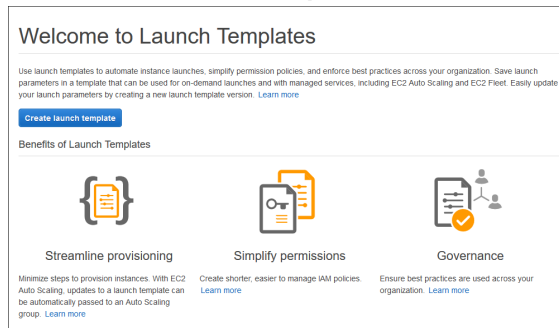 Welcome to Launch Templates
Use launch templates to automate instance launches, simplify permission policies, and enforce best practices across your organization. Save launch
parameters in a template that can be used for on-demand launches and with managed services, including EC2 Auto Scaling and EC2 Fleet. Easily update
your launch parameters by creating a new launch template version. Learn more
Create launch template
Benefits of Launch Templates
Streamline provisioning
Minimize steps to provision instances. With EC2
Auto Scaling, updates to a launch template can
be automatically passed to an Auto Scaling
group. Learn more
Simplify permissions
Create shorter, easier to manage IAM policies.
Learn more
Governance
Ensure best practices are used across your
organization. Learn more